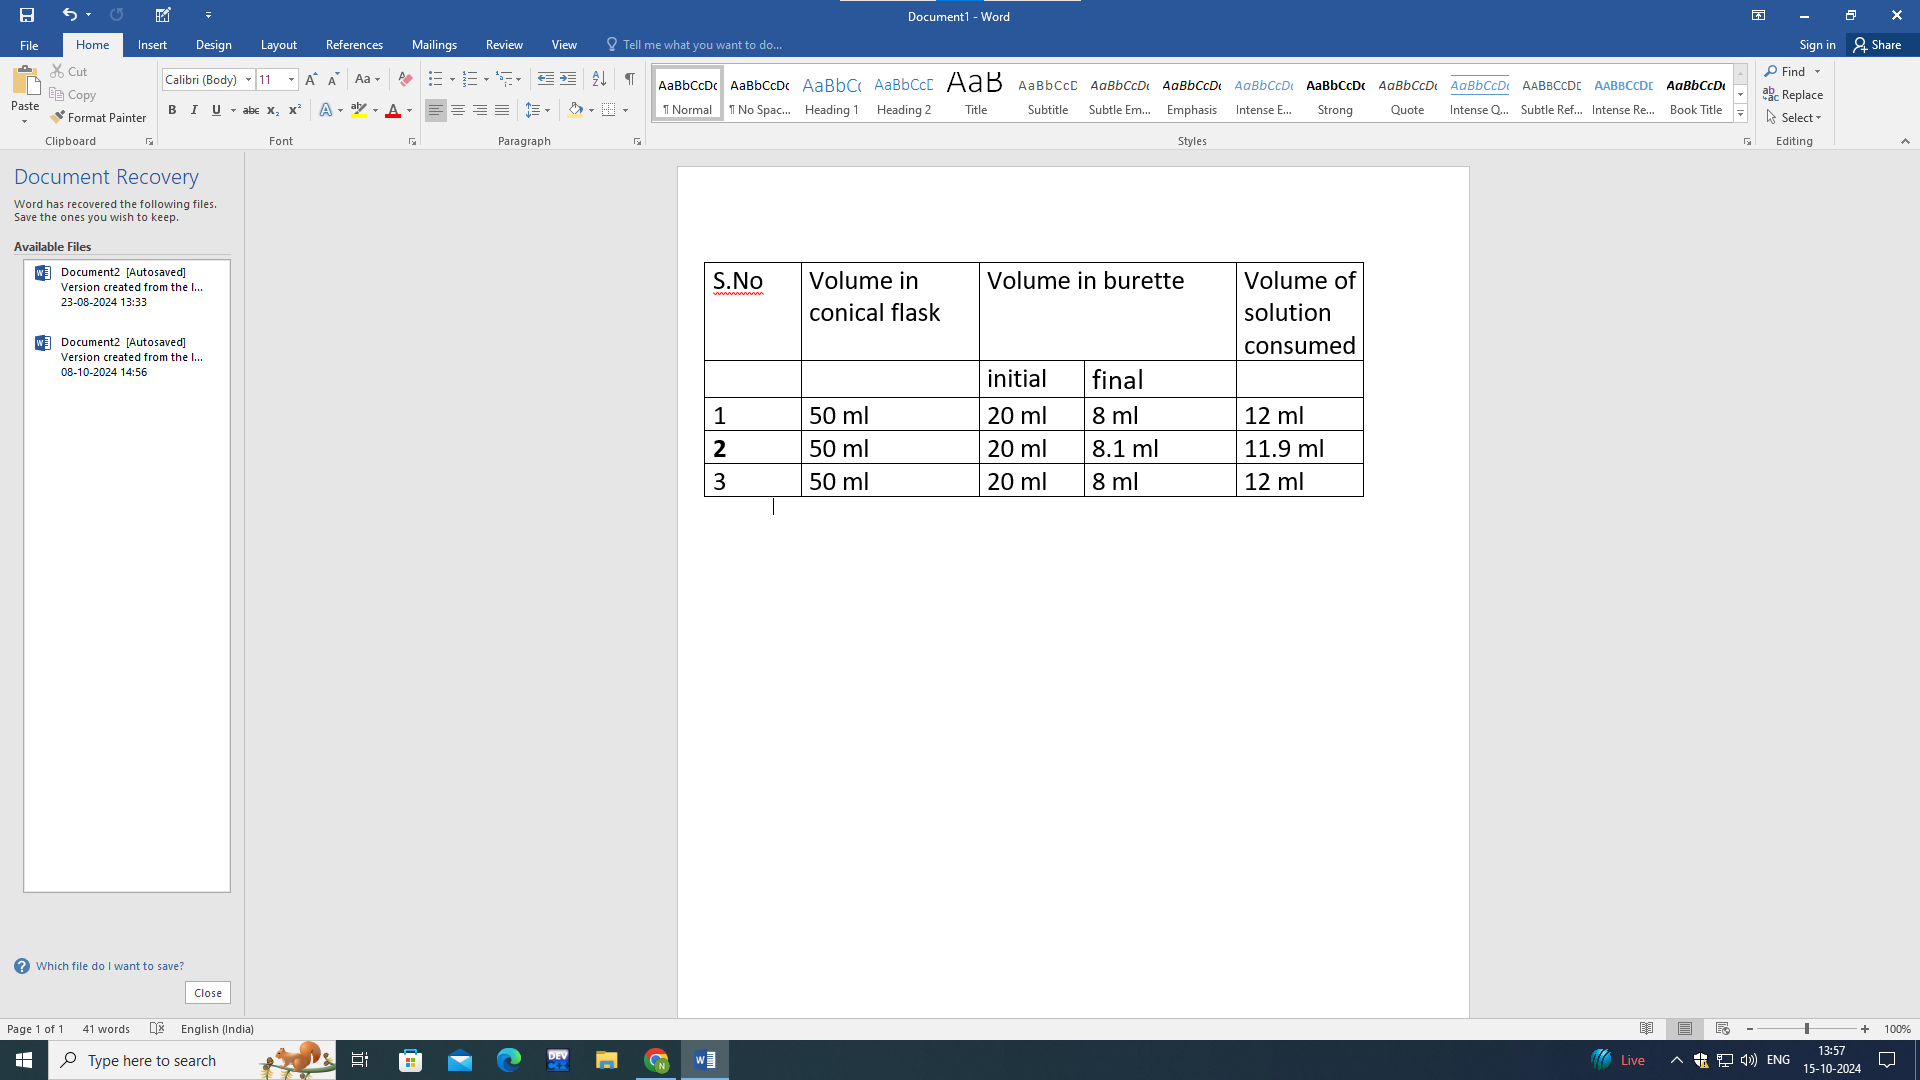 Document1 - Word
File Home Insert Design Layout References Mailings Review View Tell me what you want to do... Sign in Share
Paste
Cut
Copy
Format Painter
Clipboard
Calibri (Body) 11
Font
Paragraph
AaBbCcDc AaBbCcDc AaBbCc AaBbCcD AaB AaBbCcD AaBbCcDc AaBbCcDc AaBbCcDc AaBbCcDc AaBbCcDc AaBbCcDc AABBCCDE AABBCCDE AaBbCcDc
¶ Normal ¶ No Spac... Heading 1 Heading 2 Title Subtitle Subtle Em... Emphasis Intense E... Strong Quote Intense Q... Subtle Ref... Intense Re... Book Title
Styles
Find
Replace
Select
Editing
Document Recovery
Word has recovered the following files.
Save the ones you wish to keep.
Available Files
Document2 [Autosaved]
Version created from the l...
23-08-2024 13:33
Document2 [Autosaved]
Version created from the l...
08-10-2024 14:56
Which file do I want to save?
Close
S.No Volume in conical flask Volume in burette Volume of solution consumed
initial final
1 50 ml 20 ml 8 ml 12 ml
2 50 ml 20 ml 8.1 ml 11.9 ml
3 50 ml 20 ml 8 ml 12 ml
Page 1 of 1 41 words English (India) 100%
Type here to search
DEV
Live ENG
13:57
15-10-2024